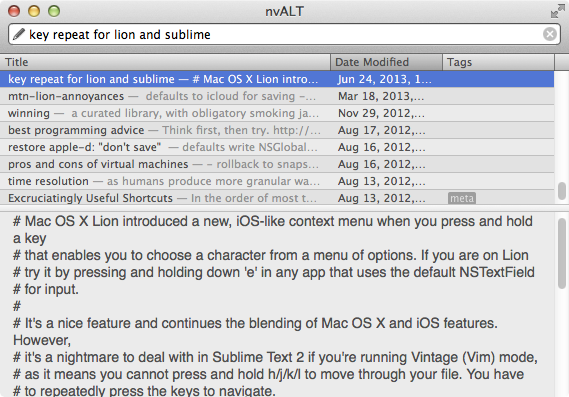 nvALT
key repeat for lion and sublime
Title Date Modified Tags
key repeat for lion and sublime — # Mac OS X Lion intro... Jun 24, 2013, 1...
mtn-lion-annoyances — defaults to icloud for saving -... Mar 18, 2013,...
winning — a curated library, with obligatory smoking ja... Nov 29, 2012,...
best programming advice — Think first, then try. http://... Aug 17, 2012,...
restore apple-d: "don't save" — defaults write NSGlobal... Aug 16, 2012,...
pros and cons of virtual machines — - rollback to snaps... Aug 16, 2012,...
time resolution — as humans produce more granular wa... Aug 13, 2012,...
Excruciatingly Useful Shortcuts — In the order of most t... Aug 13, 2012,... meta
# Mac OS X Lion introduced a new, iOS-like context menu when you press and hold
a key
# that enables you to choose a character from a menu of options. If you are on Lion
# try it by pressing and holding down 'e' in any app that uses the default NSTextField
# for input.
#
# It's a nice feature and continues the blending of Mac OS X and iOS features.
However,
# it's a nightmare to deal with in Sublime Text 2 if you're running Vintage (Vim) mode,
# as it means you cannot press and hold h/j/k/l to move through your file. You have
# to repeatedly press the keys to navigate.